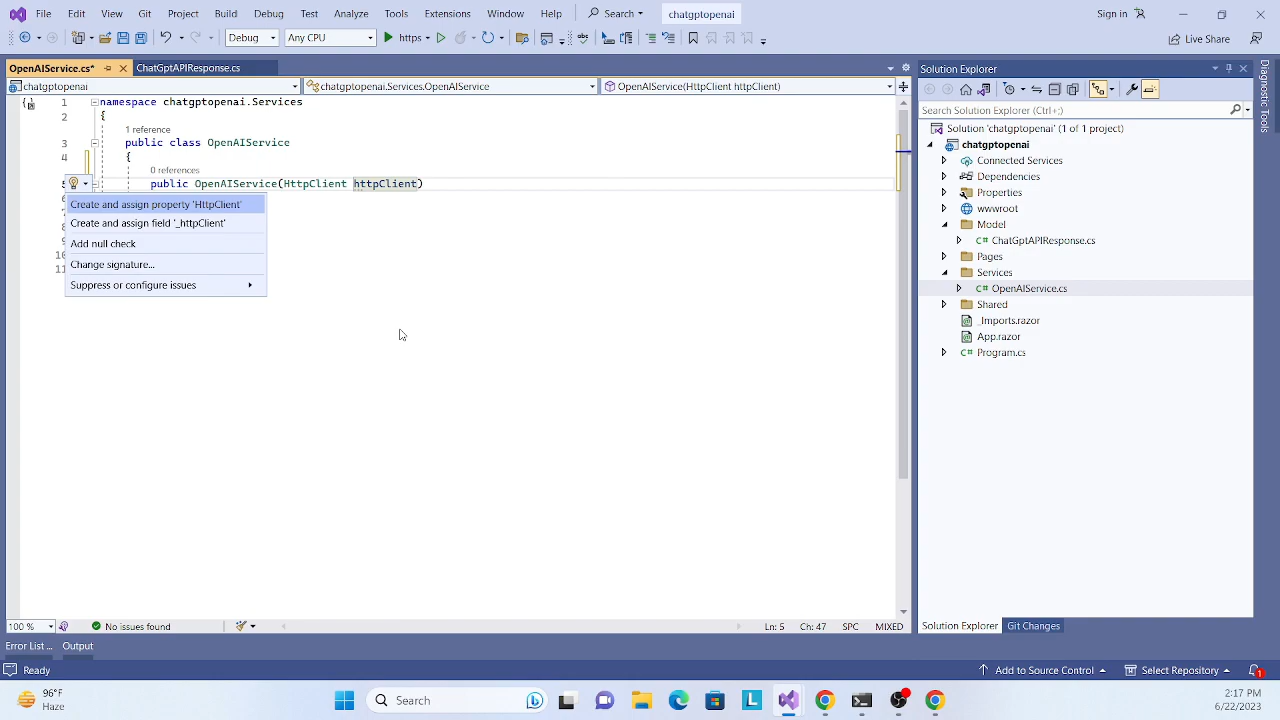 File Edit View Git Project Build Debug Test Analyze Tools Extensions Window Help Search chatgptopenai Sign in
Debug Any CPU https Live Share
OpenAIService.cs* ChatGptAPIResponse.cs
chatgptopenai chatgptopenai.Services.OpenAIService OpenAIService(HttpClient httpClient)
1 namespace chatgptopenai.Services
2 {
1 reference
3 public class OpenAIService
4 {
0 references
5 public OpenAIService(HttpClient httpClient)
Create and assign property 'HttpClient'
Create and assign field '_httpClient'
Add null check
Change signature...
Suppress or configure issues
10
11
100 % No issues found Ln: 5 Ch: 47 SPC MIXED
Error List ... Output
Solution Explorer
Search Solution Explorer (Ctrl+;)
Solution 'chatgptopenai' (1 of 1 project)
chatgptopenai
Connected Services
Dependencies
Properties
wwwroot
Model
C# ChatGptAPIResponse.cs
Pages
Services
C# OpenAIService.cs
Shared
_Imports.razor
App.razor
C# Program.cs
Solution Explorer Git Changes
Diagnostic Tools
Ready Add to Source Control Select Repository 1
96°F
Haze
Search
2:17 PM
6/22/2023